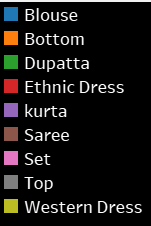 Blouse
Bottom
Dupatta
Ethnic Dress
kurta
Saree
Set
Top
Western Dress